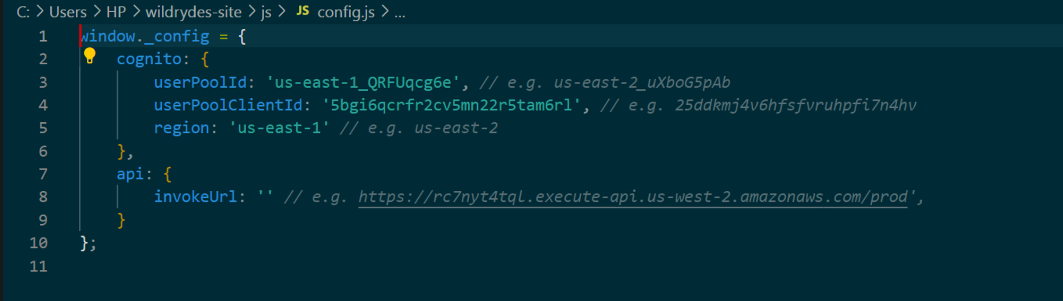 C: > Users > HP > wildrydes-site > js > JS config.js > ...
1 window._config = {
2 cognito: {
3 userPoolId: 'us-east-1_QRFUqcg6e', // e.g. us-east-2_uXboG5pAb
4 userPoolClientId: '5bgi6qcrfr2cv5mn22r5tam6rl', // e.g. 25ddkmj4v6hfsfvruhpfi7n4hv
5 region: 'us-east-1' // e.g. us-east-2
6 },
7 api: {
8 invokeUrl: '' // e.g. https://rc7nyt4tql.execute-api.us-west-2.amazonaws.com/prod',
9 }
10 };
11